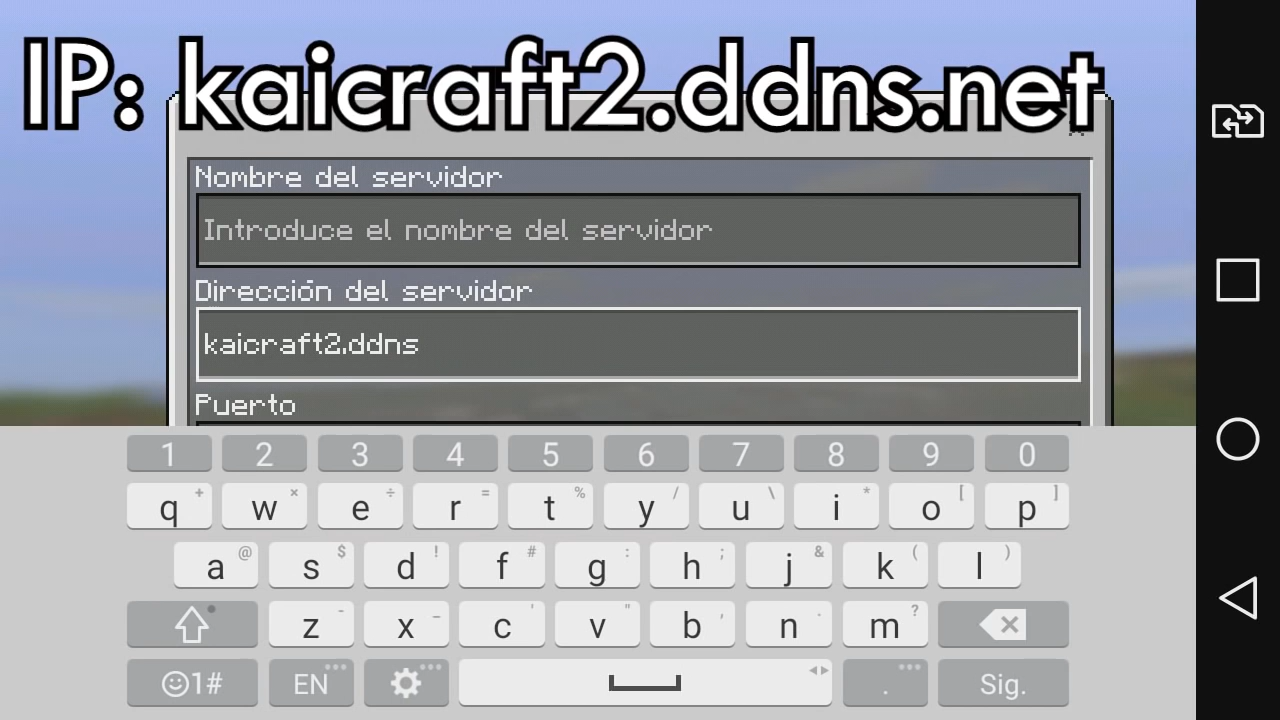 IP: kaicraft2.ddns.net
Nombre del servidor
Introduce el nombre del servidor
Dirección del servidor
kaicraft2.ddns
Puerto
1 2 3 4 5 6 7 8 9 0
q + w × e ÷ r = t % y / u \ i * o [ p ]
a @ s $ d ! f # g : h ; j & k ( l )
z - x _ c ' v " b , n ` m ?
1# EN . Sig.